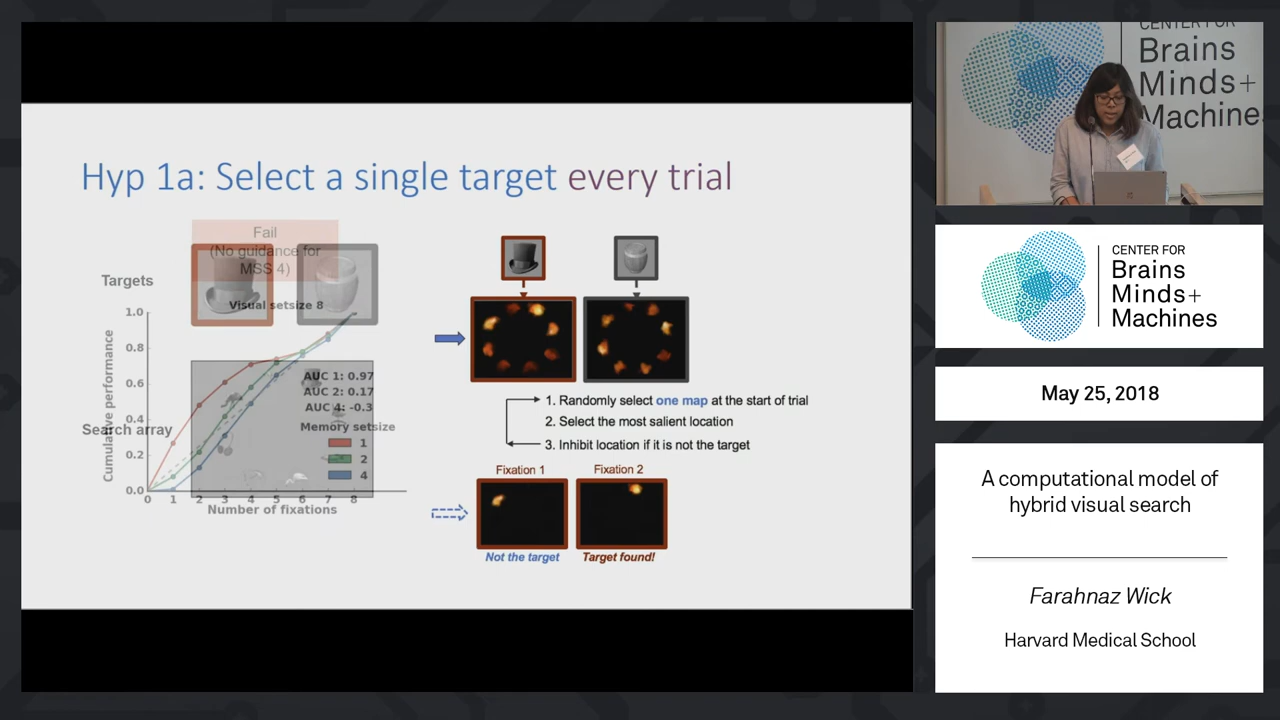 Hyp 1a: Select a single target every trial
Fail
(No guidance for
MSS 4)
Targets
Visual setsize 8
1.0
0.8
0.6
0.4
0.2
0.0
Cumulative performance
Search array
AUC 1: 0.97
AUC 2: 0.17
AUC 4: -0.3
Memory setsize
1
2
4
0 1 2 3 4 5 6 7 8
Number of fixations
1. Randomly select one map at the start of trial
2. Select the most salient location
3. Inhibit location if it is not the target
Fixation 1
Fixation 2
Not the target
Target found!
CENTER FOR
Brains
Minds+
Machine
CENTER FOR
Brains
Minds+
Machines
May 25, 2018
A computational model of
hybrid visual search
Farahnaz Wick
Harvard Medical School